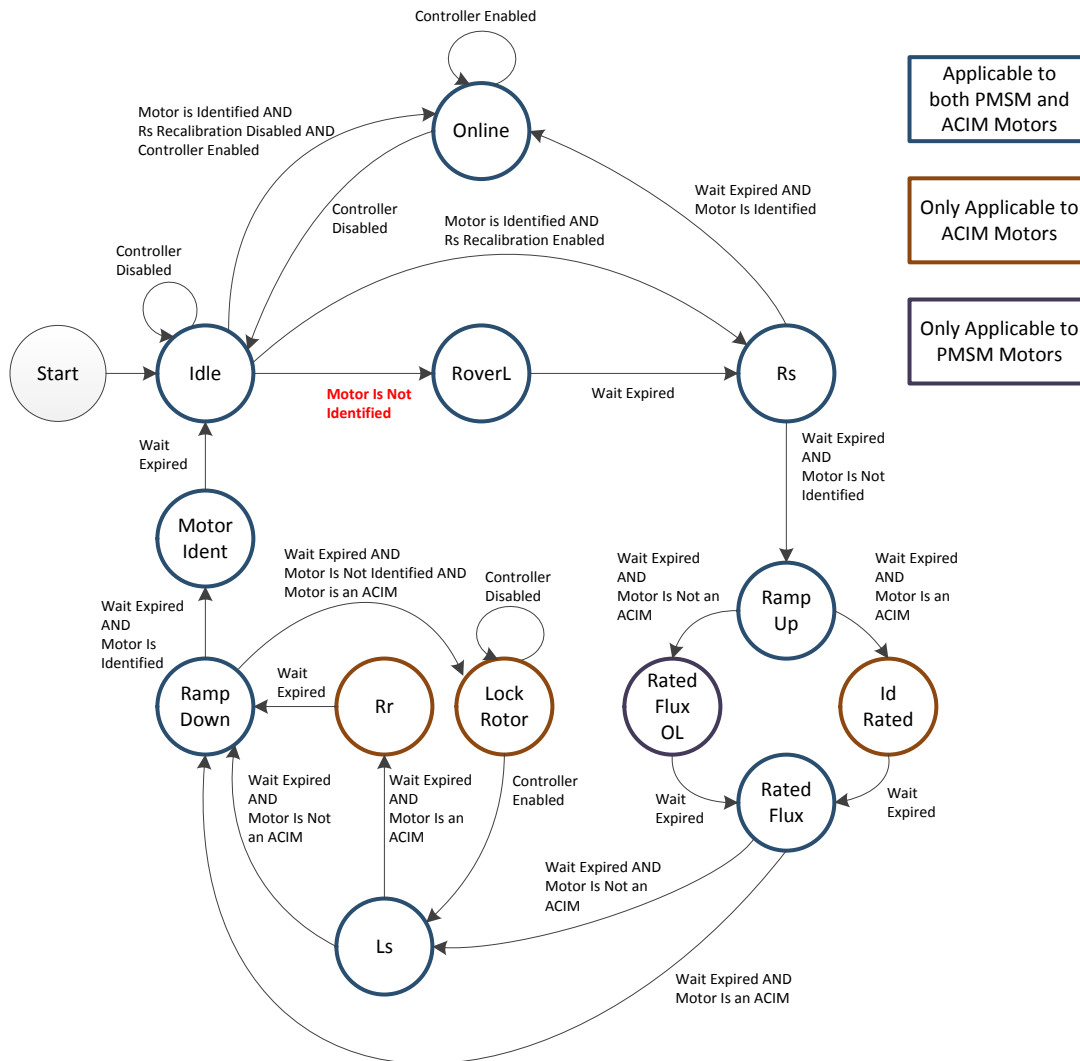 Controller Enabled
Applicable to
both PMSM and
ACIM Motors
Motor is Identified AND
Rs Recalibration Disabled AND
Controller Enabled
Online
Wait Expired AND
Motor Is Identified
Only Applicable to
ACIM Motors
Controller
Disabled
Motor is Identified AND
Rs Recalibration Enabled
Controller
Disabled
Only Applicable to
PMSM Motors
Start
Idle
RoverL
Rs
Motor Is Not
Identified
Wait Expired
Wait
Expired
Wait Expired
AND
Motor Is Not
Identified
Motor
Ident
Wait Expired AND
Motor Is Not Identified AND
Motor is an ACIM
Controller
Disabled
Wait Expired
AND
Motor Is Not an
ACIM
Ramp
Up
Wait Expired
AND
Motor Is an
ACIM
Wait Expired
AND
Motor Is
Identified
Ramp
Down
Wait
Expired
Rr
Lock
Rotor
Rated
Flux
OL
Id
Rated
Wait Expired
AND
Motor Is Not
an ACIM
Wait Expired
AND
Motor Is an
ACIM
Controller
Enabled
Wait
Expired
Rated
Flux
Wait
Expired
Wait Expired AND
Motor Is Not an
ACIM
Ls
Wait Expired AND
Motor Is an ACIM